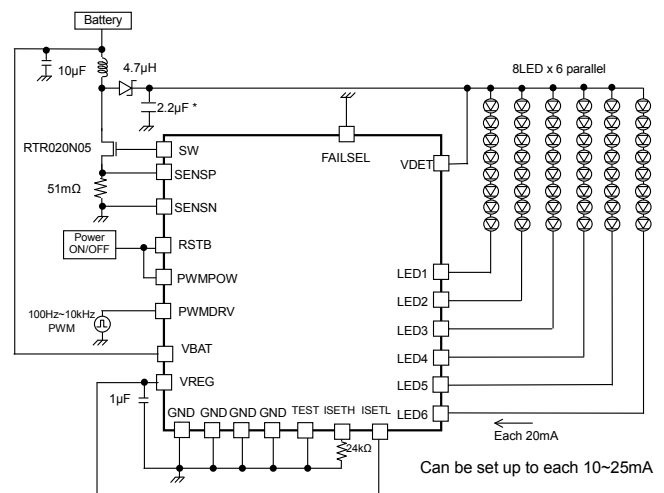 Battery
10μF
4.7μH
8LED x 6 parallel
2.2μF *
RTR020N05
SW
FAILSEL
VDET
SENSP
51mΩ
SENSN
Power
ON/OFF
RSTB
PWMPOW
LED1
LED2
100Hz~10kHz
PWM
PWMDRV
LED3
VBAT
LED4
VREG
LED5
1μF
GND GND GND GND TEST ISETH ISETL
LED6
24kΩ
Each 20mA
Can be set up to each 10~25mA